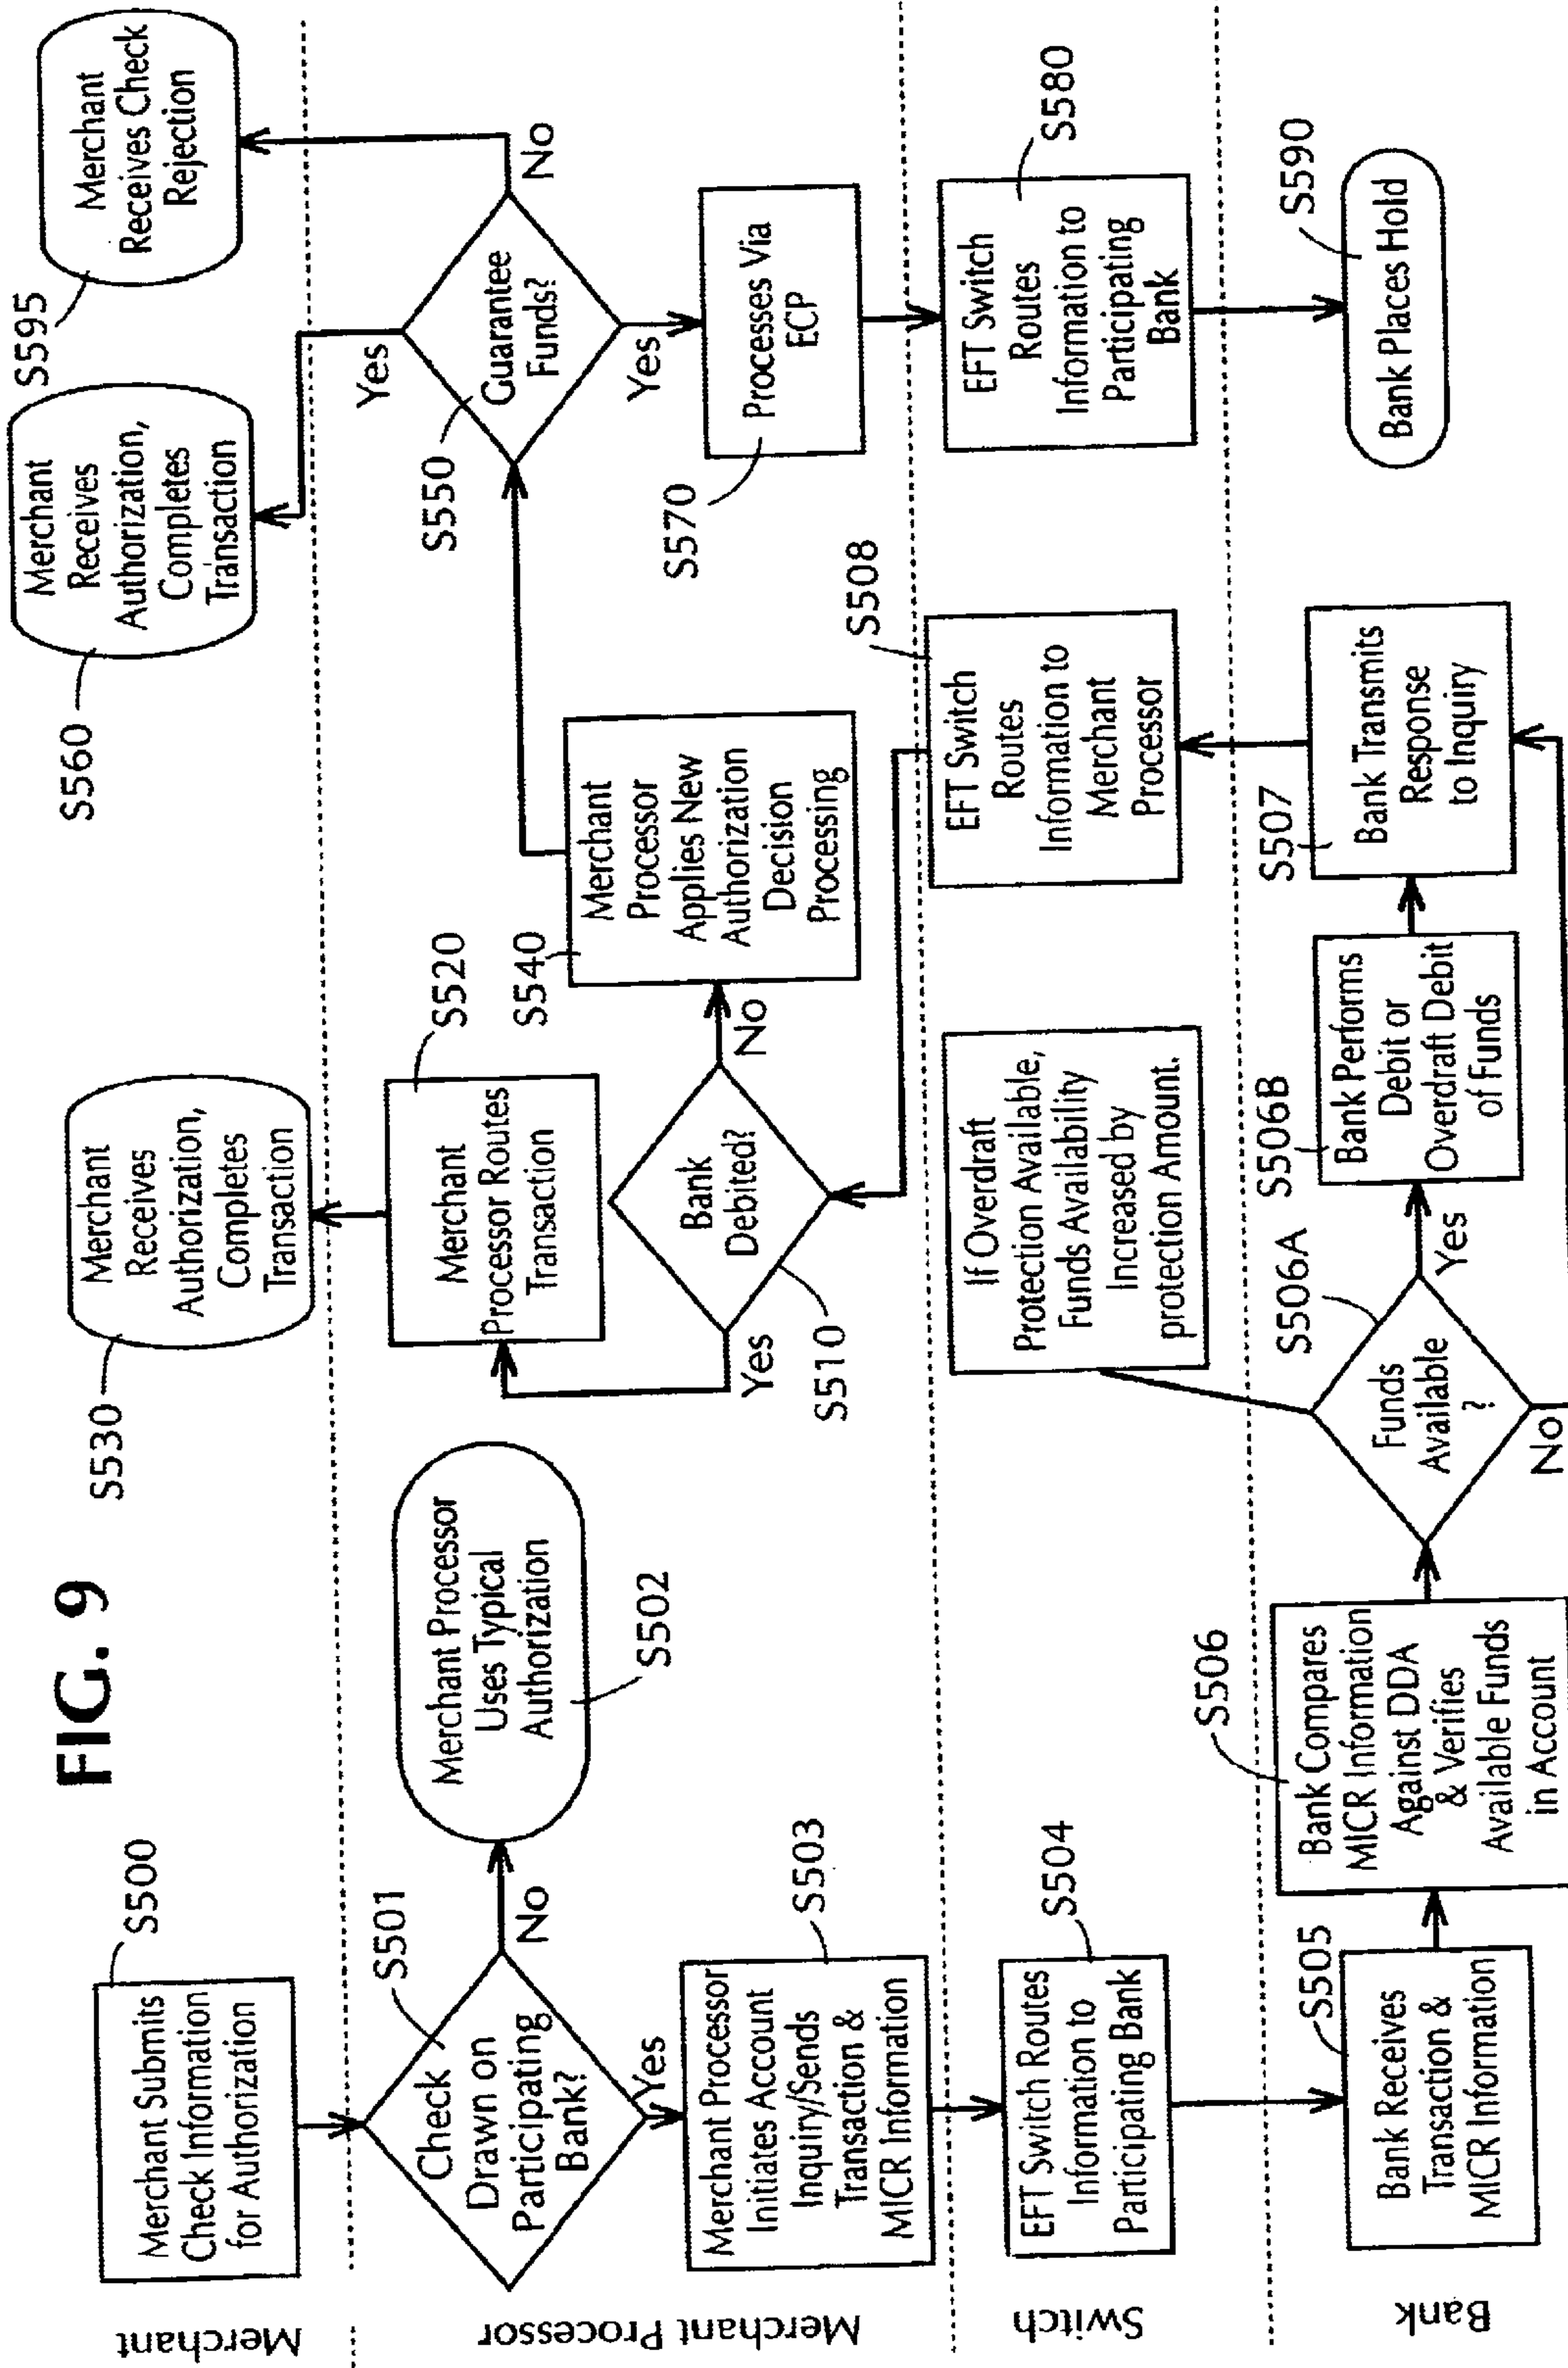 FIG. 9
S500
Merchant Submits
Check Information
for Authorization
S530
Merchant
Receives
Authorization,
Completes
Transaction
S560
Merchant
Receives
Authorization,
Completes
Transaction
S595
Merchant
Receives Check
Rejection
Merchant
S501
Check
Drawn on
Participating
Bank?
No
Yes
Merchant Processor
Uses Typical
Authorization
S502
Merchant Processor
Initiates Account
Inquiry/Sends
Transaction &
MICR Information
S503
Merchant
Processor Routes
Transaction
S520
Bank
Debited?
Yes
No
S510
S540
Merchant
Processor
Applies New
Authorization
Decision
Processing
S550
Guarantee
Funds?
Yes
No
Yes
S570
Processes Via
ECP
Merchant Processor
EFT Switch Routes
Information to
Participating Bank
S504
If Overdraft
Protection Available,
Funds Availability
Increased by
protection Amount.
S508
EFT Switch
Routes
Information to
Merchant
Processor
EFT Switch
Routes
Information to
Participating
Bank
S580
Switch
S505
Bank Receives
Transaction &
MICR Information
S506
Bank Compares
MICR Information
Against DDA
& Verifies
Available Funds
in Account
S506A
Funds
Available
?
Yes
No
S506B
Bank Performs
Debit or
Overdraft Debit
of Funds
S507
Bank Transmits
Response
to Inquiry
S590
Bank Places Hold
Bank